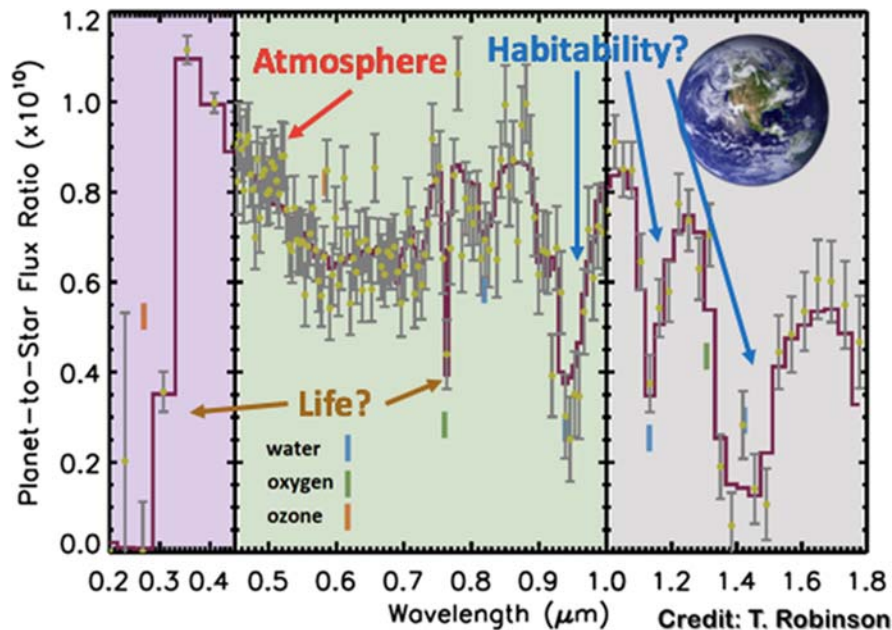 Planet-to-Star Flux Ratio (x10¹⁰)
1.2
1.0
0.8
0.6
0.4
0.2
0.0
Atmosphere
Habitability?
Life?
water
oxygen
ozone
0.2 0.3 0.4 0.5 0.6 0.7 0.8 0.9 1.0 1.2 1.4 1.6 1.8
Wavelength (μm)
Credit: T. Robinson